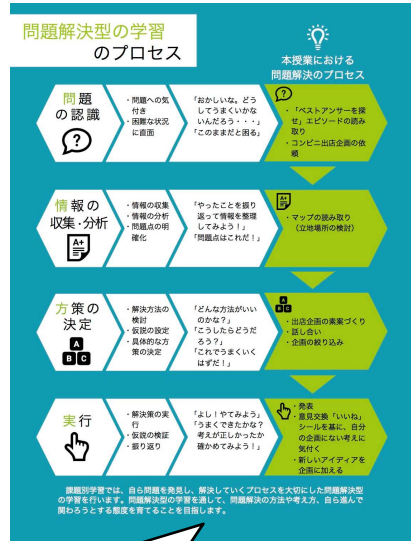 問題解決型の学習
のプロセス
本授業における
問題解決のプロセス
問題
の認識
・問題への気
付き
・困難な状況
に直面
「おかしいな。どう
してうまくいかな
いんだろう・・・」
「このままだと困る」
・「ベストアンサーを探
せ」エピソードの読み
取り
・コンビニ出店企画の依
頼
情報の
収集・分析
A+
・情報の収集
・情報の分析
・問題点の明
確化
「やったことを振り
返って情報を整理
してみよう！」
「問題点はこれだ！」
A+
・マップの読み取り
（立地場所の検討）
方策の
決定
A
B C
・解決方法の
検討
・仮説の設定
・具体的な方
策の決定
「どんな方法がいい
のかな？」
「こうしたらどうだ
ろう？」
「これでうまくいく
はずだ！」
A
B C
・出店企画の素案づくり
・話し合い
・企画の絞り込み
実行
・解決策の実
行
・仮説の検証
・振り返り
「よし！やってみよう」
「うまくできたかな？
考えが正しかったか
確かめてみよう！」
・発表
・意見交換「いいね」
シールを基に、自分
の企画にない考えに
気付く
・新しいアイディアを
企画に加える
課題別学習では、自ら問題を発見し、解決していくプロセスを大切にした問題解決型
の学習を行います。問題解決型の学習を通して、問題解決の方法や考え方、自ら進んで
関わろうとする態度を育てることを目指します。